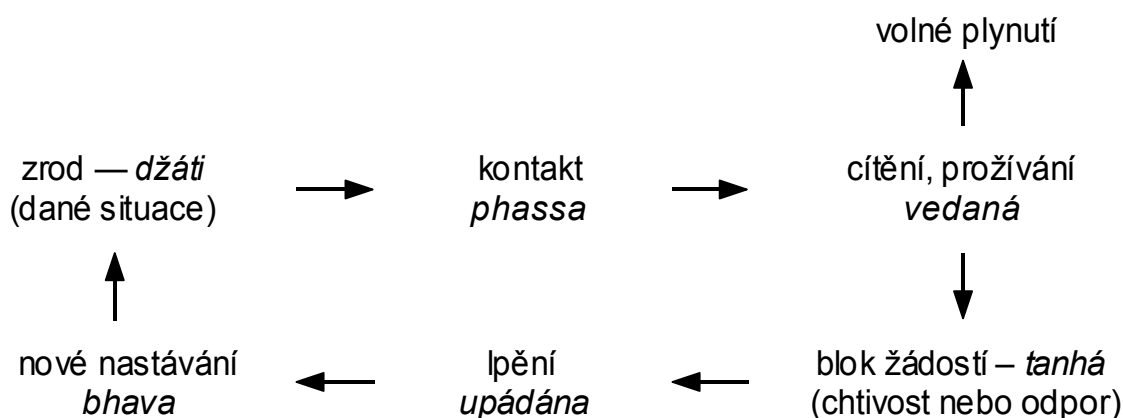 volné plynutí
zrod — džáti
(dané situace)
kontakt
phassa
cítění, prožívání
vedaná
nové nastávání
bhava
lpění
upádána
blok žádostí – tanhá
(chtivost nebo odpor)